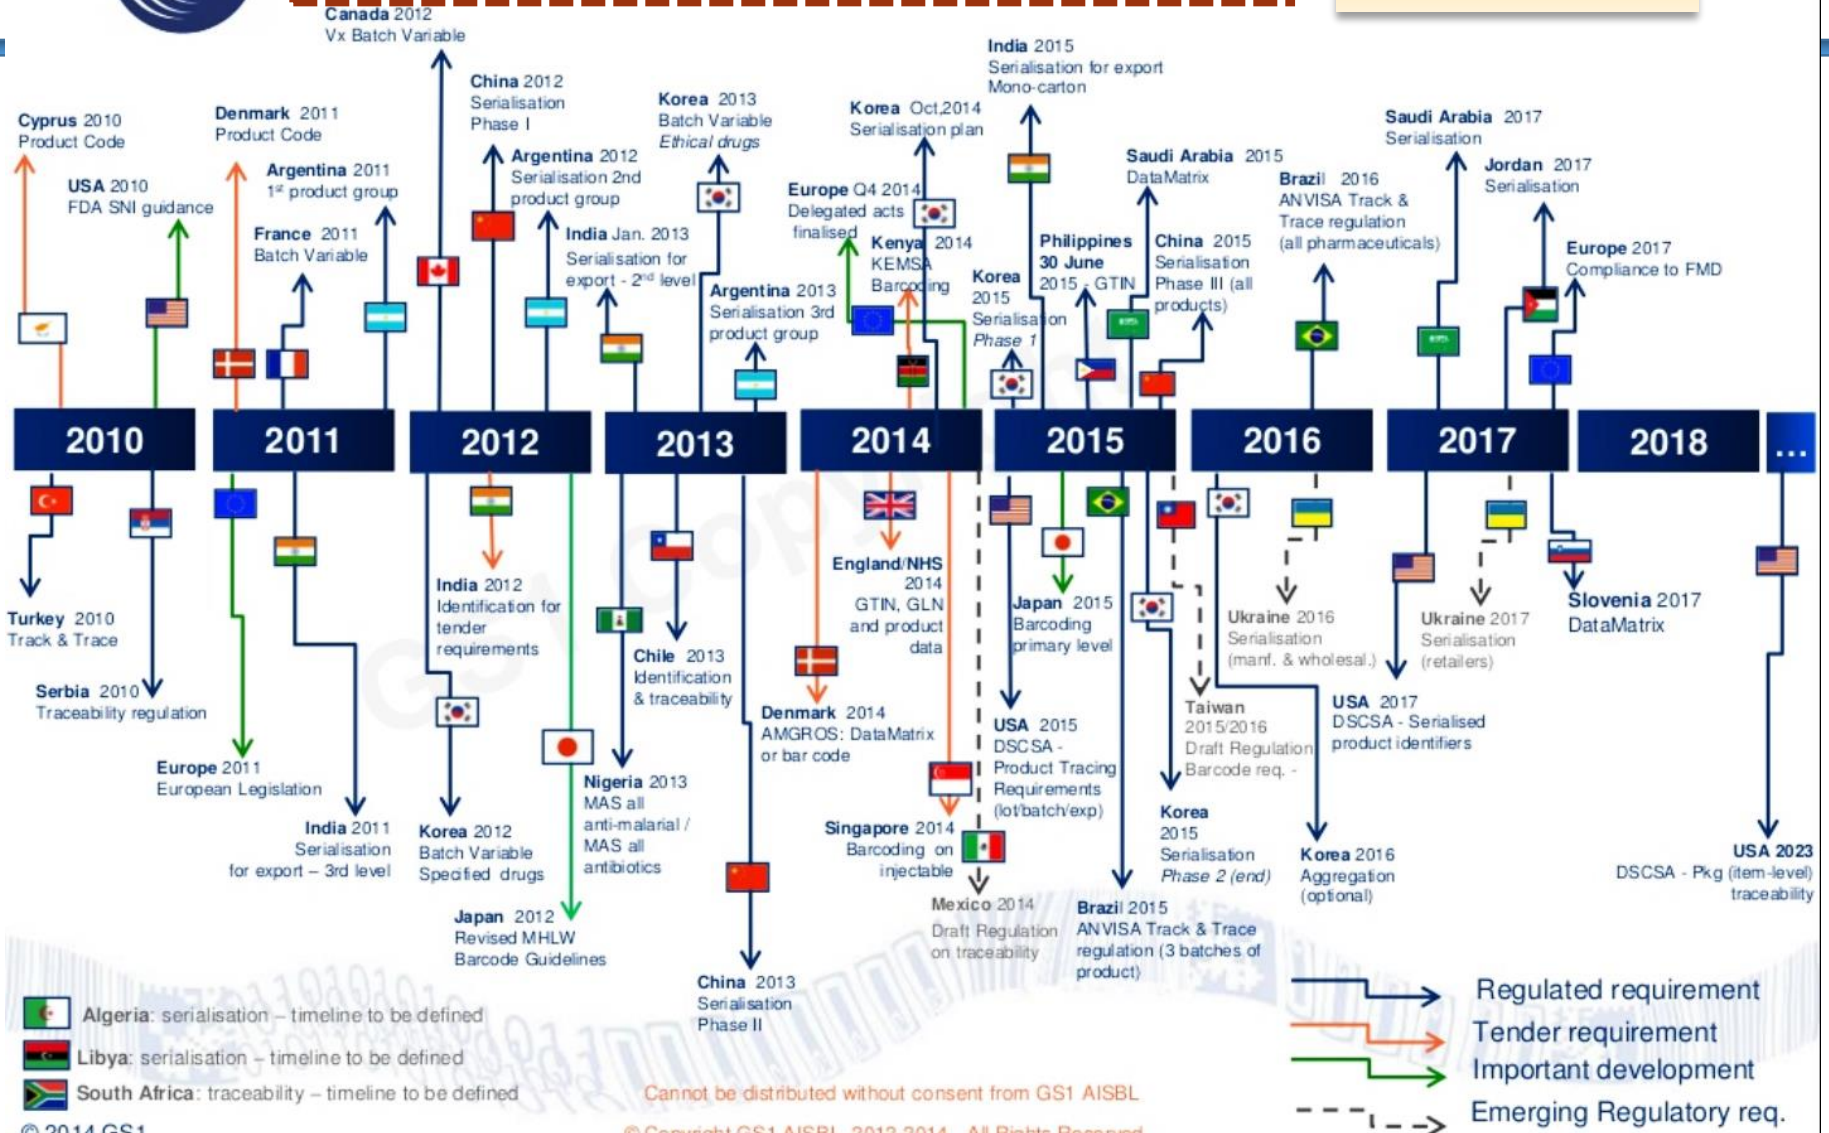 Canada 2012
Vx Batch Variable
India 2015
Serialisation for export
Mono-carton
China 2012
Serialisation
Phase I
Korea 2013
Batch Variable
Ethical drugs
Korea Oct,2014
Serialisation plan
Cyprus 2010
Product Code
Denmark 2011
Product Code
Saudi Arabia 2017
Serialisation
Argentina 2011
1st product group
Argentina 2012
Serialisation 2nd
product group
Saudi Arabia 2015
DataMatrix
Jordan 2017
Serialisation
USA 2010
FDA SNI guidance
Europe Q4 2014
Delegated acts
finalised
Brazil 2016
ANVISA Track &
Trace regulation
(all pharmaceuticals)
France 2011
Batch Variable
India Jan. 2013
Serialisation for
export - 2nd level
Kenya 2014
KEMSA
Barcoding
Philippines
30 June
2015 - GTIN
China 2015
Serialisation
Phase III (all
products)
Europe 2017
Compliance to FMD
Argentina 2013
Serialisation 3rd
product group
Korea
2015
Serialisation
Phase 1
2010
2011
2012
2013
2014
2015
2016
2017
2018
...
Turkey 2010
Track & Trace
Serbia 2010
Traceability regulation
Europe 2011
European Legislation
India 2011
Serialisation
for export – 3rd level
India 2012
Identification for
tender
requirements
Korea 2012
Batch Variable
Specified drugs
Japan 2012
Revised MHLW
Barcode Guidelines
Nigeria 2013
MAS all
anti-malarial /
MAS all
antibiotics
Chile 2013
Identification
& traceability
China 2013
Serialisation
Phase II
Denmark 2014
AMGROS: DataMatrix
or bar code
England/NHS
2014
GTIN, GLN
and product
data
Singapore 2014
Barcoding on
injectable
Mexico 2014
Draft Regulation
on traceability
USA 2015
DSCSA -
Product Tracing
Requirements
(lot/batch/exp)
Japan 2015
Barcoding
primary level
Brazil 2015
ANVISA Track & Trace
regulation (3 batches of
product)
Korea
2015
Serialisation
Phase 2 (end)
Taiwan
2015/2016
Draft Regulation
Barcode req. -
Ukraine 2016
Serialisation
(manf. & wholesal.)
Korea 2016
Aggregation
(optional)
USA 2017
DSCSA - Serialised
product identifiers
Ukraine 2017
Serialisation
(retailers)
Slovenia 2017
DataMatrix
USA 2023
DSCSA - Pkg (item-level)
traceability
GS1 Copyright
Algeria: serialisation – timeline to be defined
Libya: serialisation – timeline to be defined
South Africa: traceability – timeline to be defined
Cannot be distributed without consent from GS1 AISBL
Regulated requirement
Tender requirement
Important development
Emerging Regulatory req.
© 2014 GS1
© Copyright GS1 AISBL, 2012-2014 - All Rights Reserved